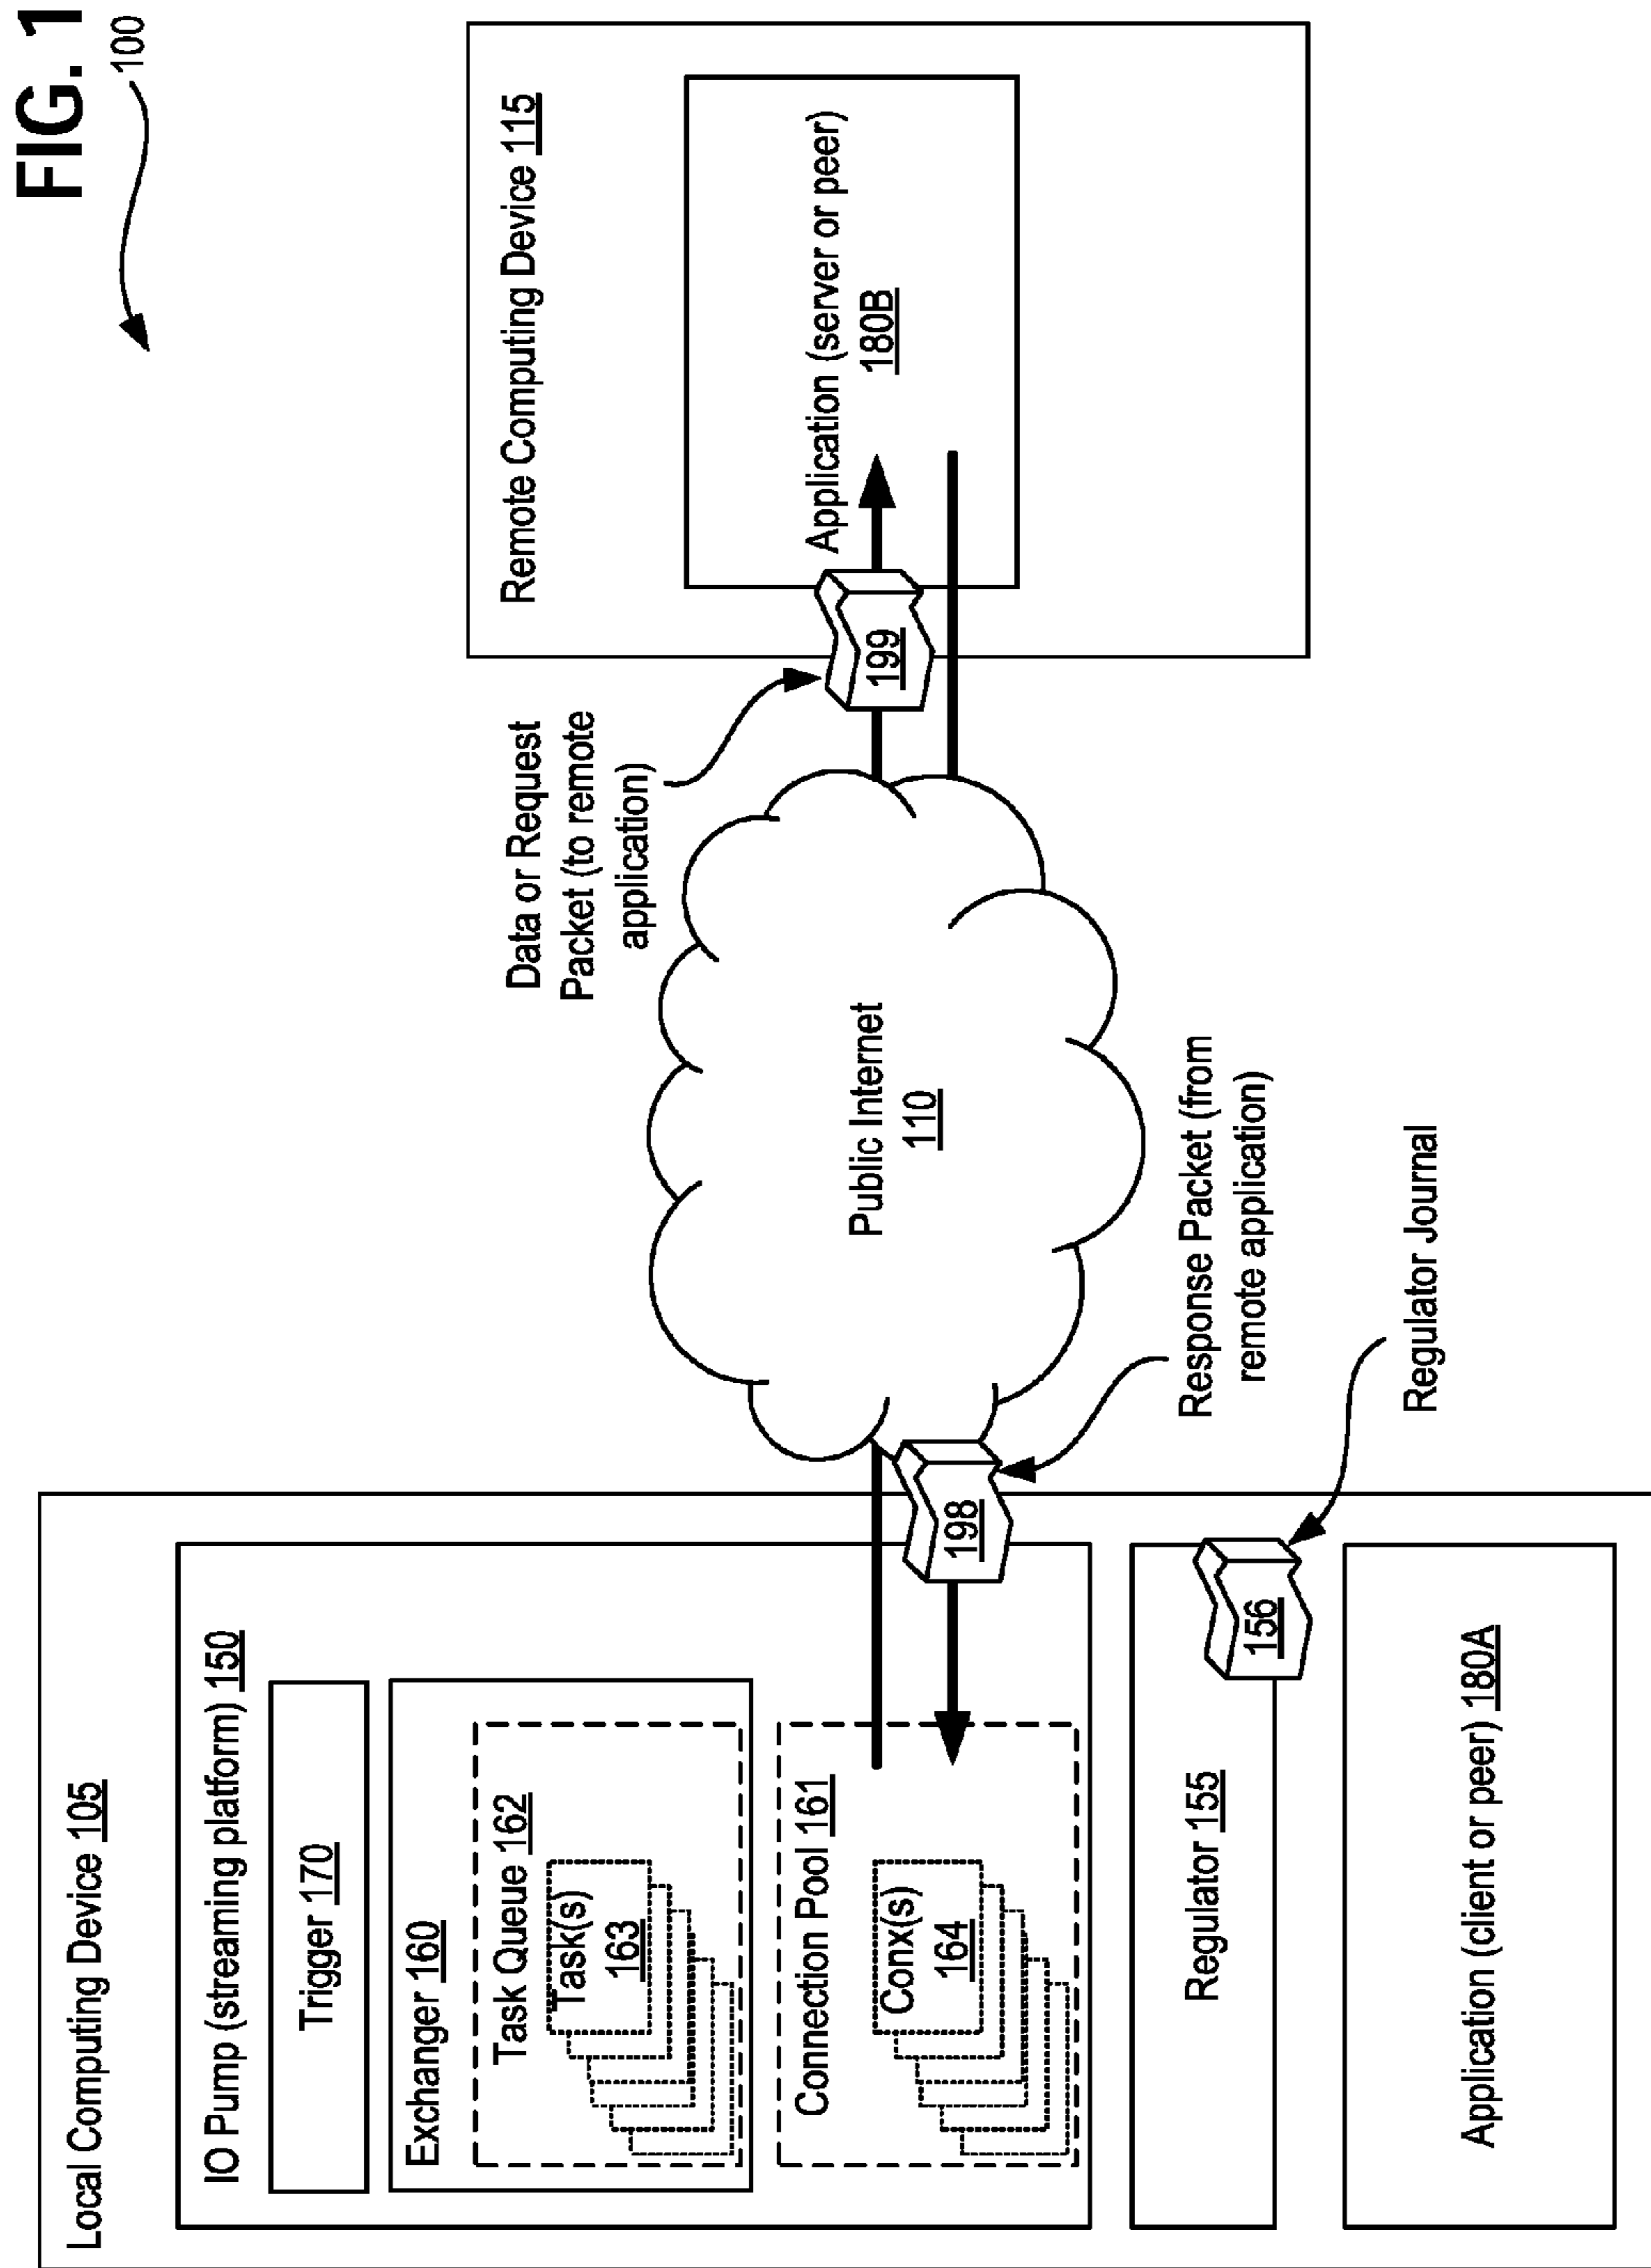 FIG. 1
100
Local Computing Device 105
IO Pump (streaming platform) 150
Trigger 170
Exchanger 160
Task Queue 162
Task(s)
163
Connection Pool 161
Conx(s)
164
Regulator 155
156
Regulator Journal
Application (client or peer) 180A
198
Response Packet (from
remote application)
Public Internet
110
Data or Request
Packet (to remote
application)
199
Remote Computing Device 115
Application (server or peer)
180B